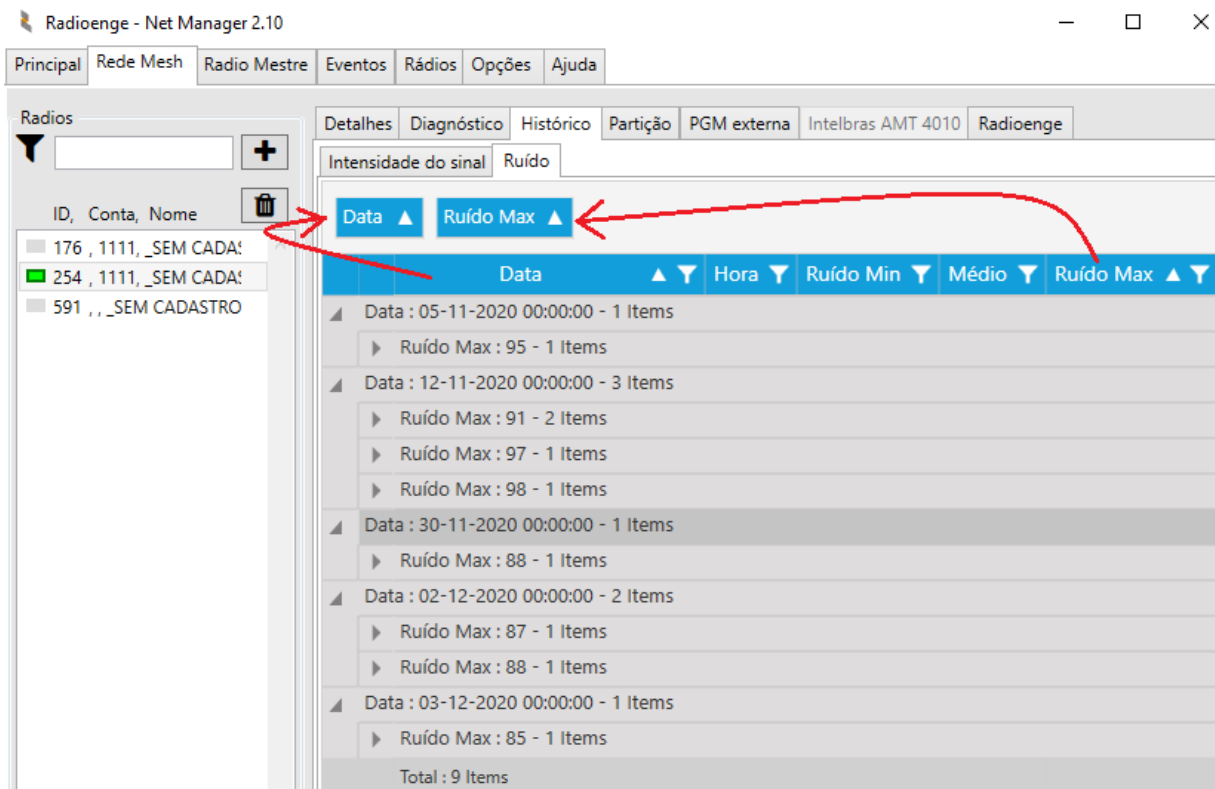 Radioenge - Net Manager 2.10
Principal Rede Mesh Radio Mestre Eventos Rádios Opções Ajuda
Radios
ID, Conta, Nome
176 , 1111, _SEM CADAS
254 , 1111, _SEM CADAS
591 , , _SEM CADASTRO
Detalhes Diagnóstico Histórico Partição PGM externa Intelbras AMT 4010 Radioenge
Intensidade do sinal Ruído
Data Ruído Max
Data Hora Ruído Min Médio Ruído Max
Data : 05-11-2020 00:00:00 - 1 Items
Ruído Max : 95 - 1 Items
Data : 12-11-2020 00:00:00 - 3 Items
Ruído Max : 91 - 2 Items
Ruído Max : 97 - 1 Items
Ruído Max : 98 - 1 Items
Data : 30-11-2020 00:00:00 - 1 Items
Ruído Max : 88 - 1 Items
Data : 02-12-2020 00:00:00 - 2 Items
Ruído Max : 87 - 1 Items
Ruído Max : 88 - 1 Items
Data : 03-12-2020 00:00:00 - 1 Items
Ruído Max : 85 - 1 Items
Total : 9 Items